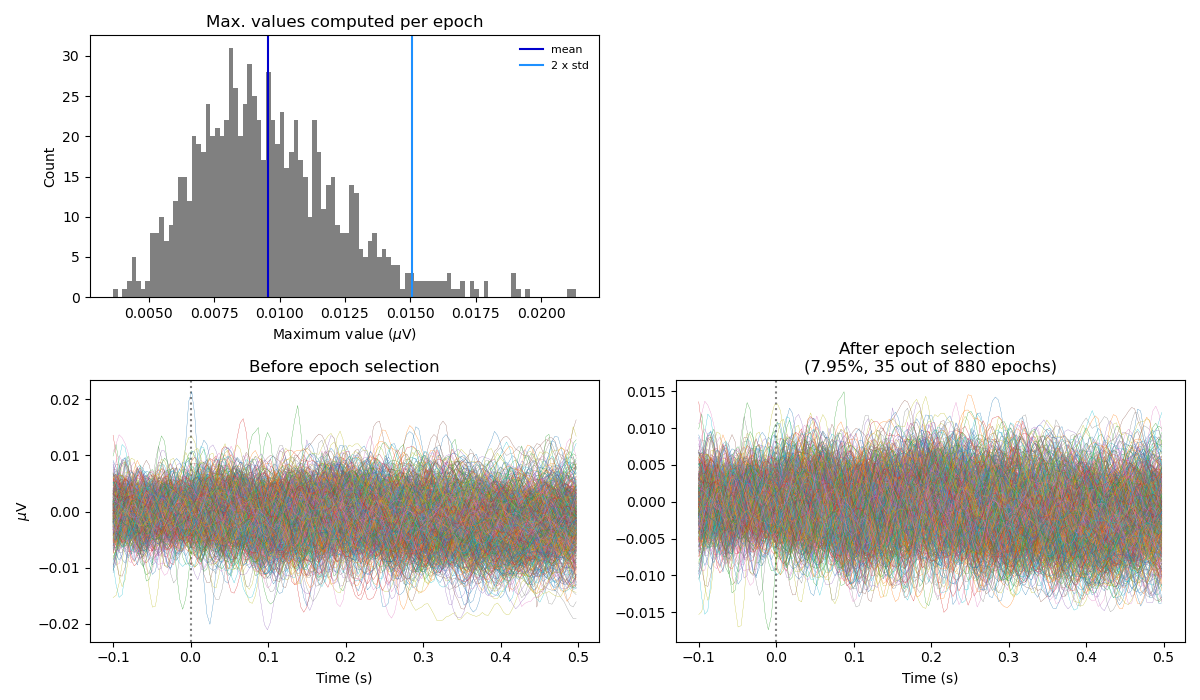 Max. values computed per epoch
30
25
20
15
10
5
0
Count
mean
2 x std
0.0050 0.0075 0.0100 0.0125 0.0150 0.0175 0.0200
Maximum value (μV)
Before epoch selection
0.02
0.01
0.00
−0.01
−0.02
μV
−0.1 0.0 0.1 0.2 0.3 0.4 0.5
Time (s)
After epoch selection
(7.95%, 35 out of 880 epochs)
0.015
0.010
0.005
0.000
−0.005
−0.010
−0.015
−0.1 0.0 0.1 0.2 0.3 0.4 0.5
Time (s)